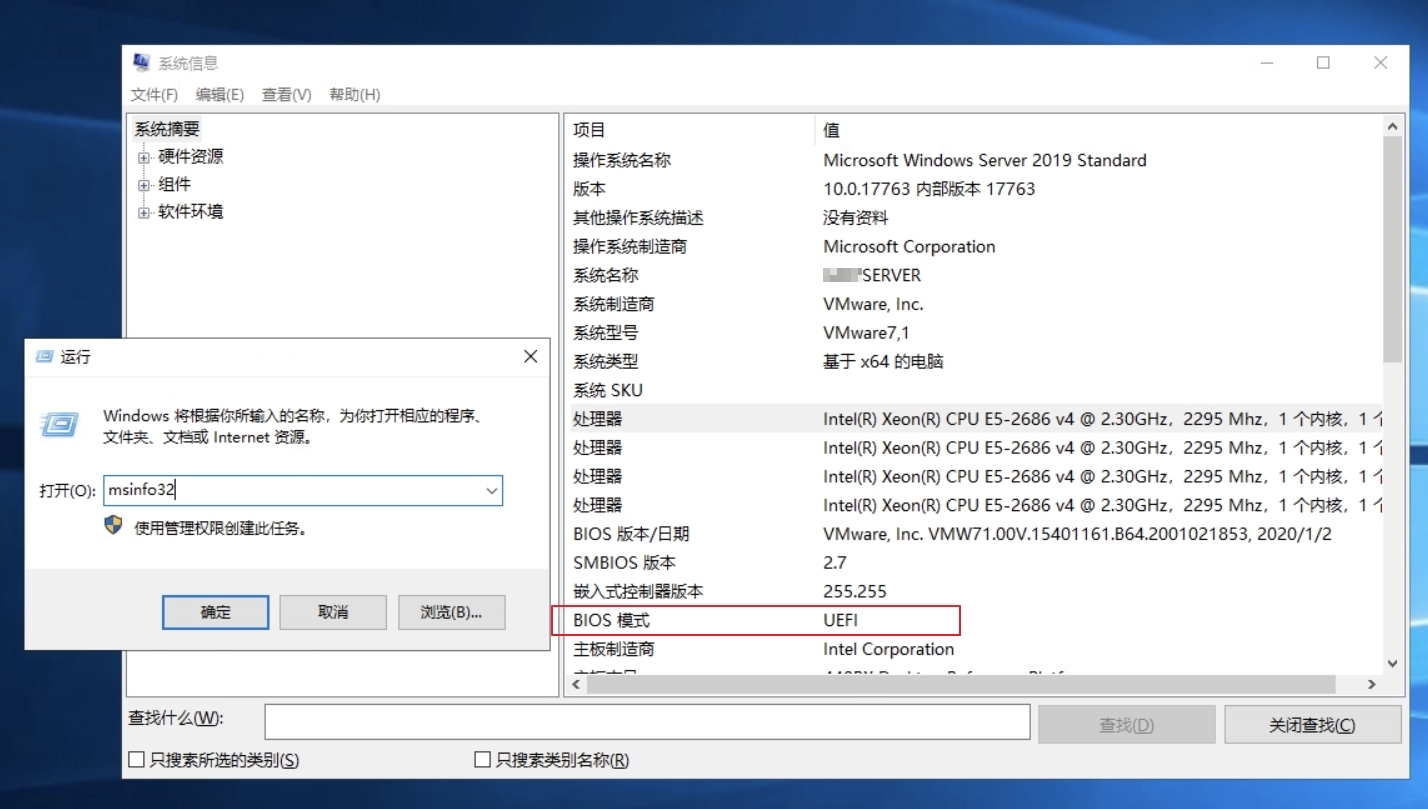 系统信息
文件(F) 编辑(E) 查看(V) 帮助(H)
系统摘要
硬件资源
组件
软件环境
项目 值
操作系统名称 Microsoft Windows Server 2019 Standard
版本 10.0.17763 内部版本 17763
其他操作系统描述 没有资料
操作系统制造商 Microsoft Corporation
系统名称 SERVER
系统制造商 VMware, Inc.
系统型号 VMware7,1
系统类型 基于 x64 的电脑
系统 SKU
处理器 Intel(R) Xeon(R) CPU E5-2686 v4 @ 2.30GHz，2295 Mhz，1 个内核，1 个
处理器 Intel(R) Xeon(R) CPU E5-2686 v4 @ 2.30GHz，2295 Mhz，1 个内核，1 个
处理器 Intel(R) Xeon(R) CPU E5-2686 v4 @ 2.30GHz，2295 Mhz，1 个内核，1 个
处理器 Intel(R) Xeon(R) CPU E5-2686 v4 @ 2.30GHz，2295 Mhz，1 个内核，1 个
BIOS 版本/日期 VMware, Inc. VMW71.00V.15401161.B64.2001021853, 2020/1/2
SMBIOS 版本 2.7
嵌入式控制器版本 255.255
BIOS 模式 UEFI
主板制造商 Intel Corporation
运行
Windows 将根据你所输入的名称，为你打开相应的程序、
文件夹、文档或 Internet 资源。
打开(O): msinfo32
使用管理权限创建此任务。
确定 取消 浏览(B)...
查找什么(W): 查找(D) 关闭查找(C)
只搜索所选的类别(S) 只搜索类别名称(R)